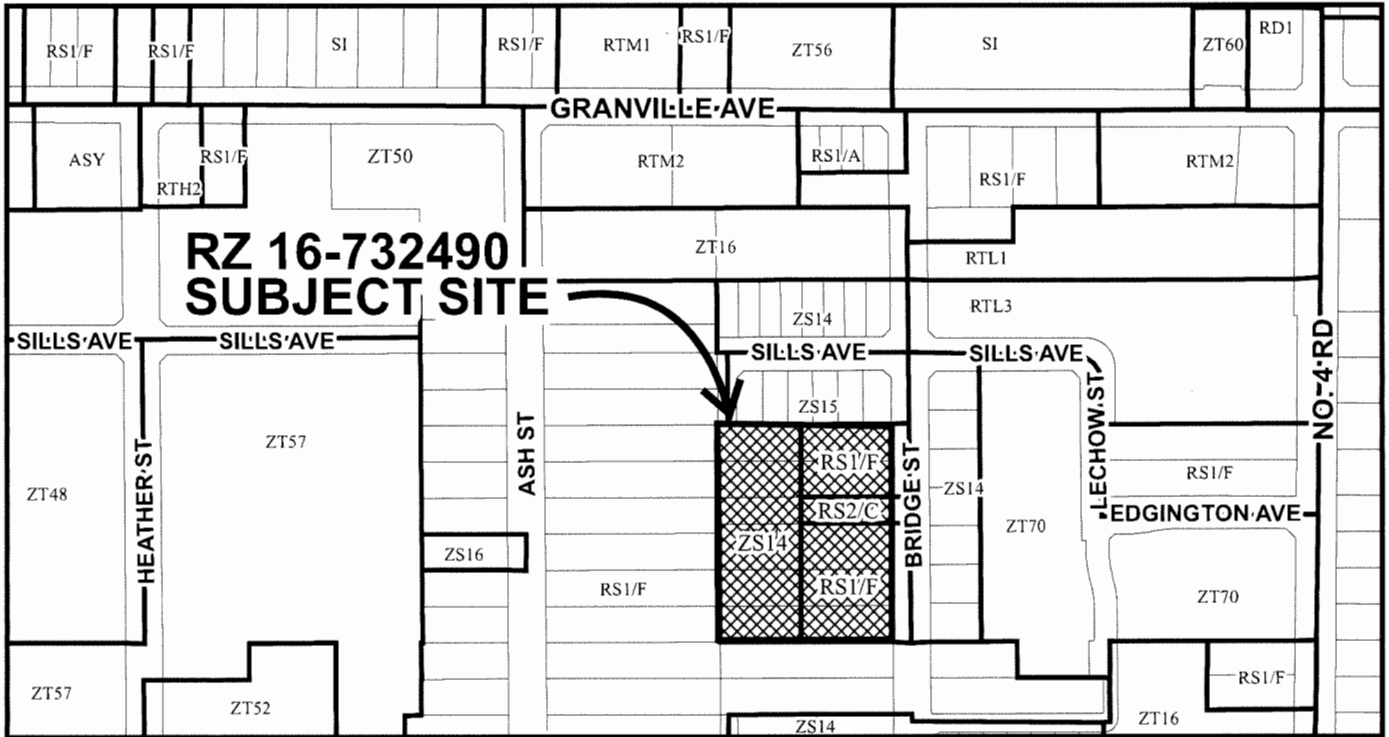 RS1/F
RS1/F
SI
RS1/F
RTM1
RS1/F
ZT56
SI
ZT60
RD1
GRANVILLE AVE
ASY
RTH2
RS1/F
ZT50
RTM2
RS1/A
RS1/F
RTM2
RZ 16-732490
SUBJECT SITE
ZT16
RTL1
RTL3
ZS14
SILLS AVE
SILLS AVE
SILLS AVE
SILLS AVE
ZS15
NO. 4 RD
LECHOW ST
HEATHER ST
ASH ST
BRIDGE ST
ZT57
ZT48
RS1/F
RS2/C
ZS14
RS1/F
ZS14
ZT70
RS1/F
EDGINGTON AVE
ZS16
RS1/F
ZT70
ZT57
ZT52
ZS14
ZT16
RS1/F